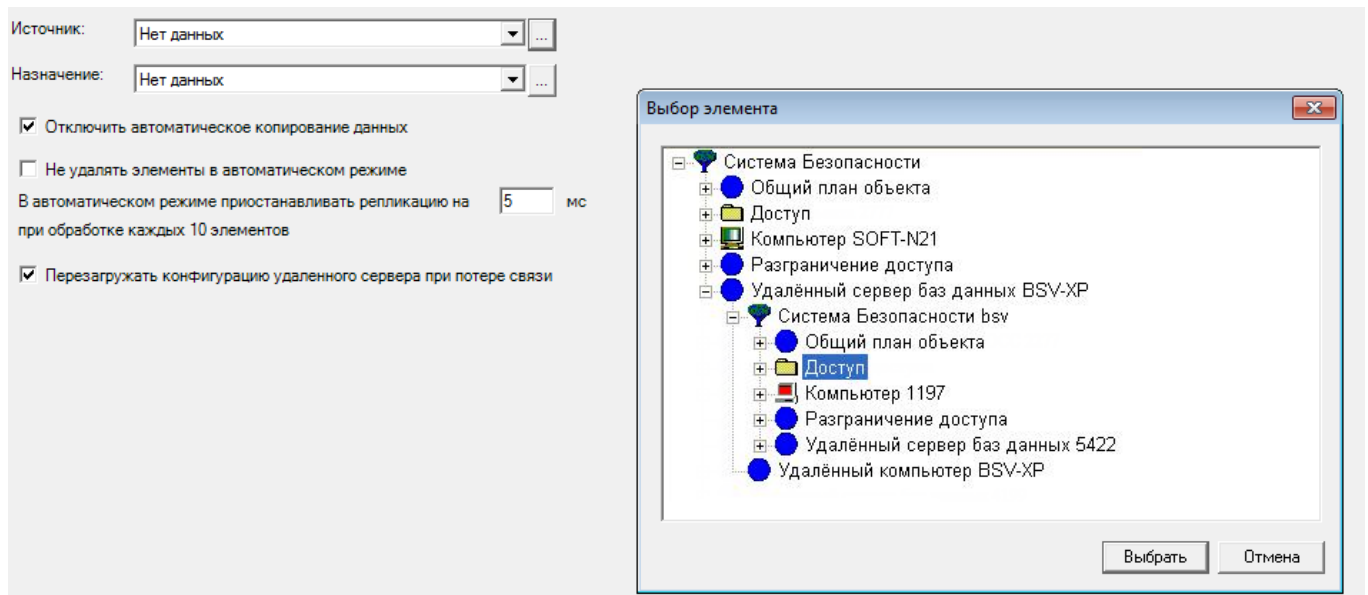 Источник:
Нет данных
...
Назначение:
Нет данных
...
Отключить автоматическое копирование данных
Не удалять элементы в автоматическом режиме
В автоматическом режиме приостанавливать репликацию на 5 мс
при обработке каждых 10 элементов
Перезагружать конфигурацию удаленного сервера при потере связи
Выбор элемента
Система Безопасности
Общий план объекта
Доступ
Компьютер SOFT-N21
Разграничение доступа
Удалённый сервер баз данных BSV-XP
Система Безопасности bsv
Общий план объекта
Доступ
Компьютер 1197
Разграничение доступа
Удалённый сервер баз данных 5422
Удалённый компьютер BSV-XP
Выбрать
Отмена